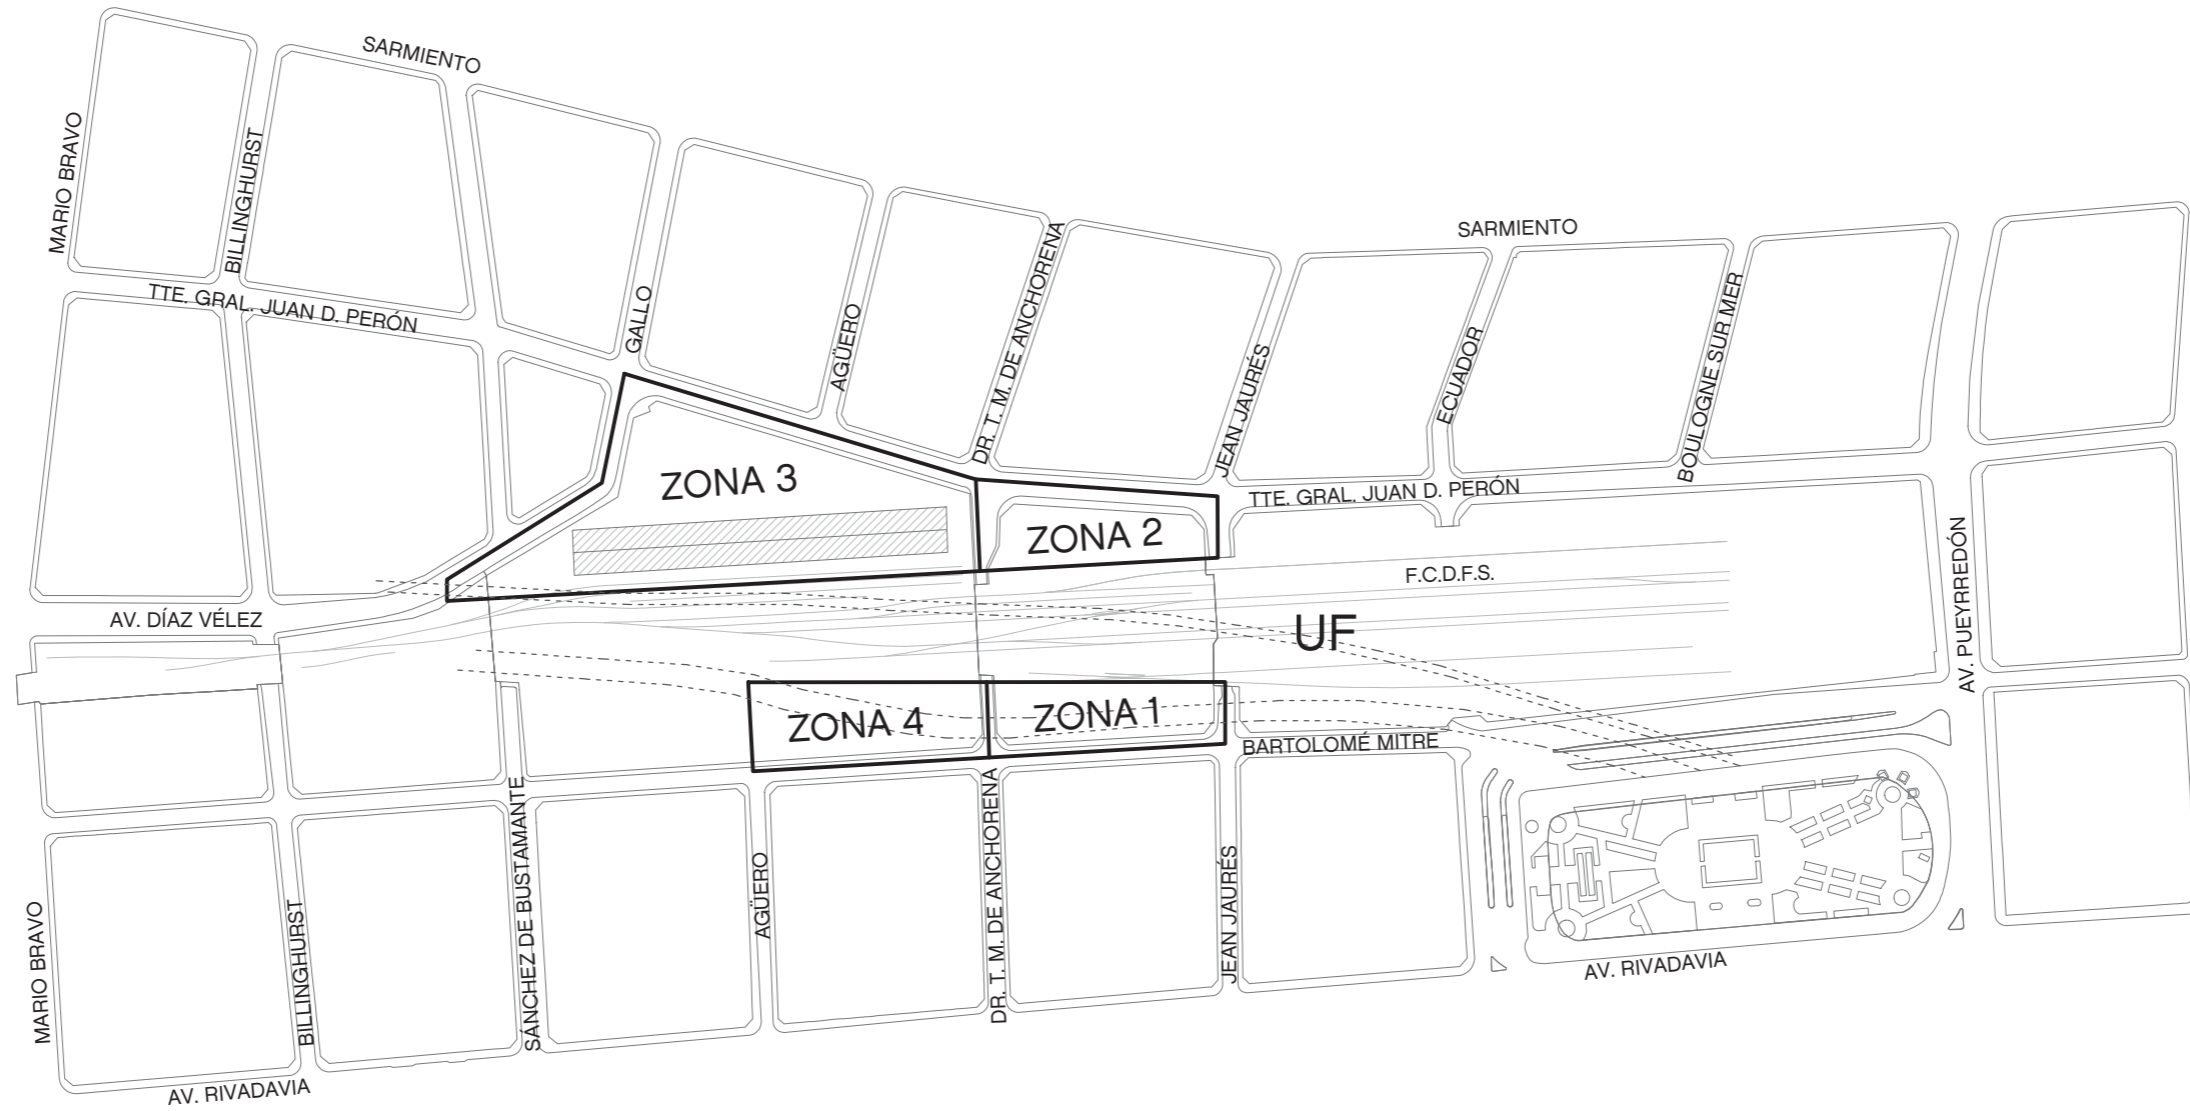 SARMIENTO
MARIO BRAVO
BILLINGHURST
SARMIENTO
DR. T. M. DE ANCHORENA
TTE. GRAL. JUAN D. PERÓN
GALLO
AGÜERO
JEAN JAURÉS
ECUADOR
BOULOGNE SUR MER
ZONA 3
TTE. GRAL. JUAN D. PERÓN
ZONA 2
F.C.D.F.S.
AV. PUEYRREDÓN
AV. DÍAZ VÉLEZ
UF
ZONA 4
ZONA 1
BARTOLOMÉ MITRE
MARIO BRAVO
BILLINGHURST
SÁNCHEZ DE BUSTAMANTE
AGÜERO
DR. T. M. DE ANCHORENA
JEAN JAURÉS
AV. RIVADAVIA
AV. RIVADAVIA